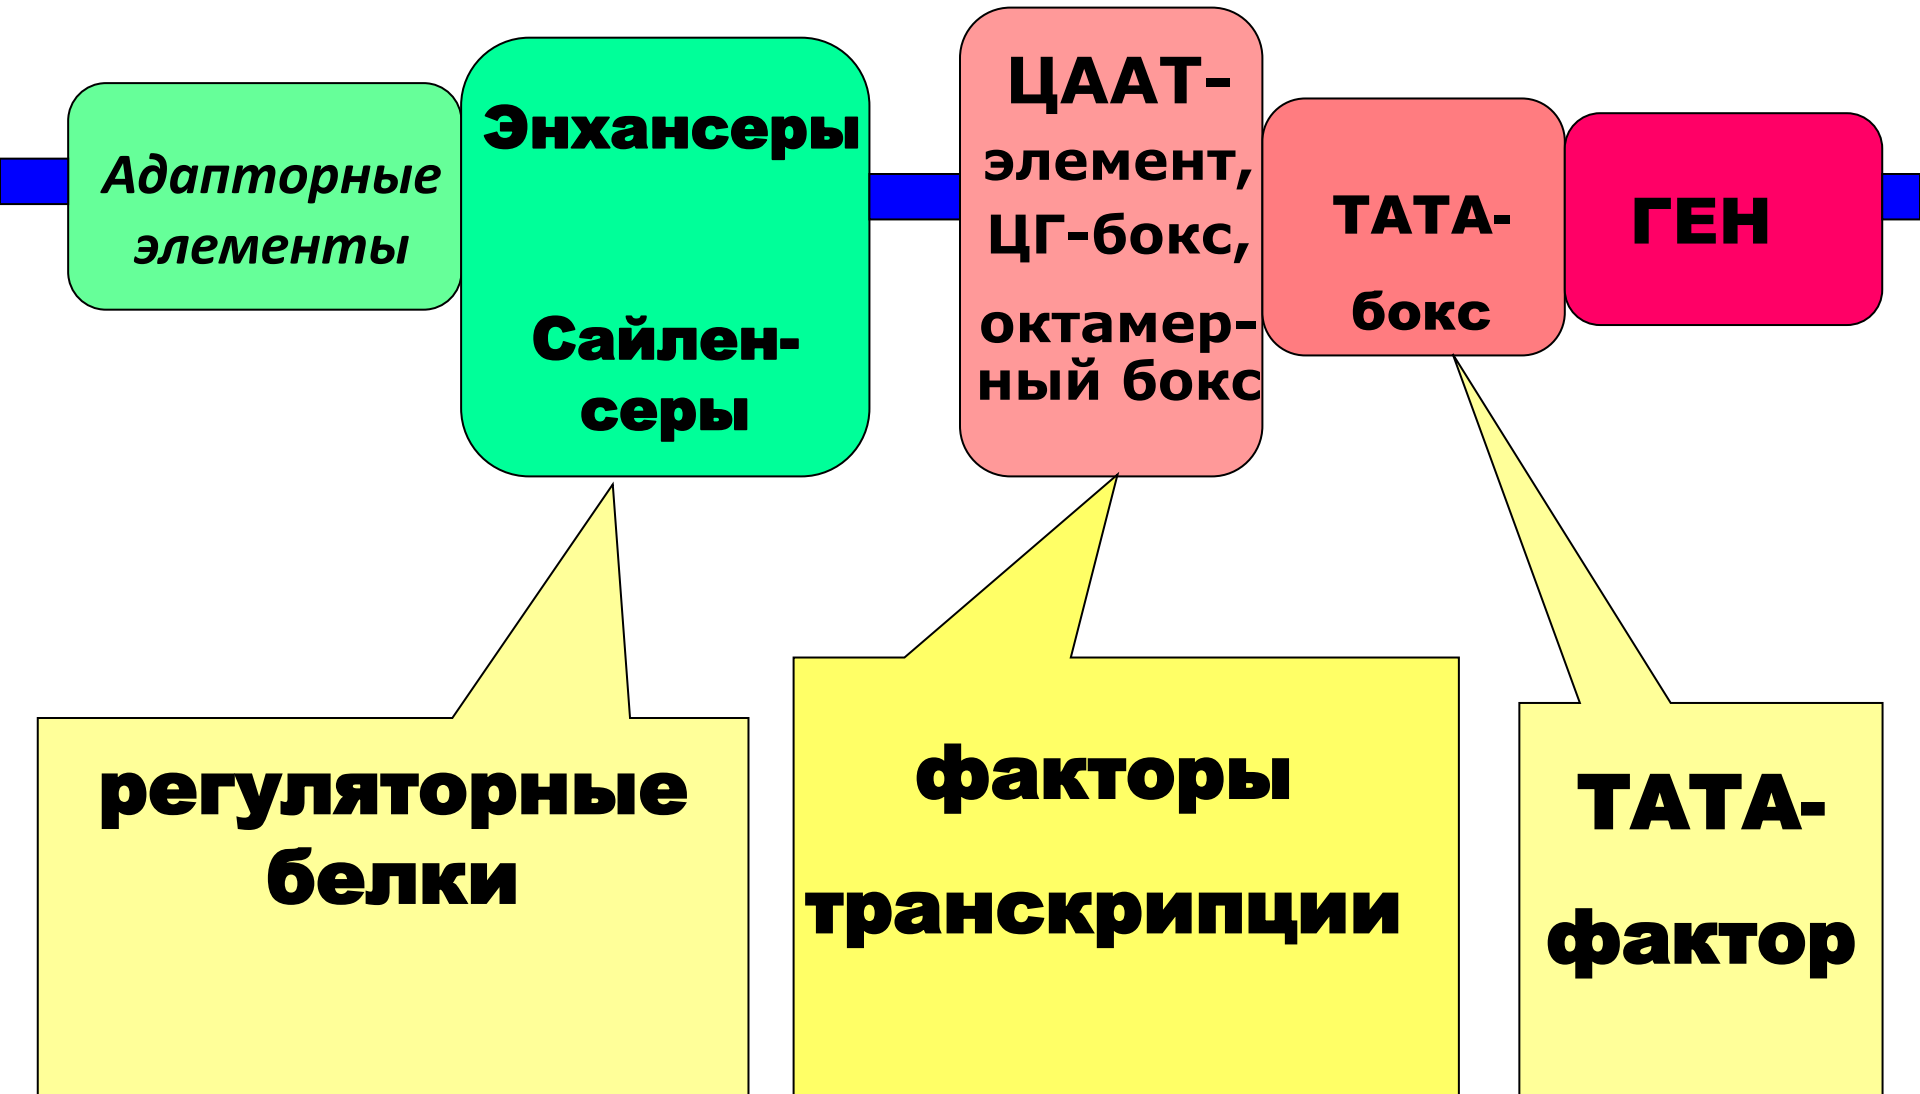 Адапторные
элементы
Энхансеры
Сайлен-
серы
ЦААТ-
элемент,
ЦГ-бокс,
октамер-
ный бокс
ТАТА-
бокс
ГЕН
регуляторные
белки
факторы
транскрипции
ТАТА-
фактор